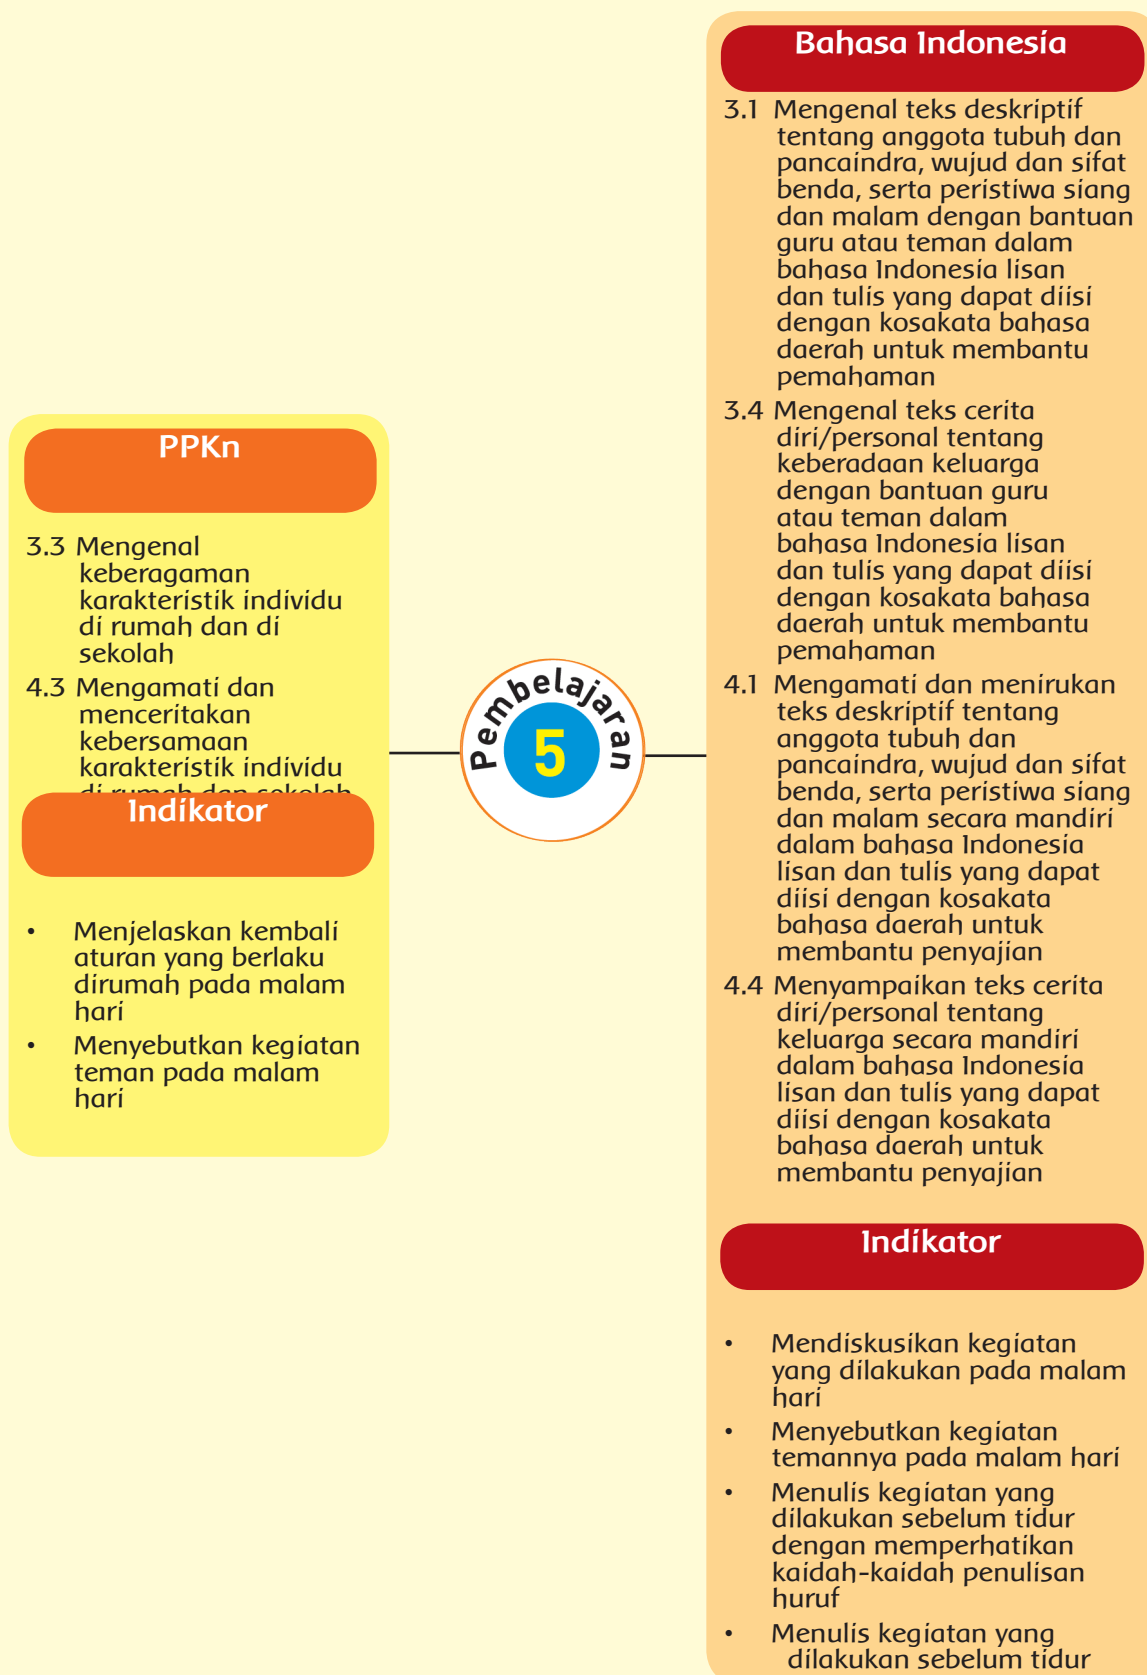 PPKn
3.3 Mengenal
keberagaman
karakteristik individu
di rumah dan di
sekolah
4.3 Mengamati dan
menceritakan
kebersamaan
karakteristik individu
di rumah dan sekolah
Indikator
• Menjelaskan kembali
aturan yang berlaku
dirumah pada malam
hari
• Menyebutkan kegiatan
teman pada malam
hari
Pembelajaran
5
Bahasa Indonesia
3.1 Mengenal teks deskriptif
tentang anggota tubuh dan
pancaindra, wujud dan sifat
benda, serta peristiwa siang
dan malam dengan bantuan
guru atau teman dalam
bahasa Indonesia lisan
dan tulis yang dapat diisi
dengan kosakata bahasa
daerah untuk membantu
pemahaman
3.4 Mengenal teks cerita
diri/personal tentang
keberadaan keluarga
dengan bantuan guru
atau teman dalam
bahasa Indonesia lisan
dan tulis yang dapat diisi
dengan kosakata bahasa
daerah untuk membantu
pemahaman
4.1 Mengamati dan menirukan
teks deskriptif tentang
anggota tubuh dan
pancaindra, wujud dan sifat
benda, serta peristiwa siang
dan malam secara mandiri
dalam bahasa Indonesia
lisan dan tulis yang dapat
diisi dengan kosakata
bahasa daerah untuk
membantu penyajian
4.4 Menyampaikan teks cerita
diri/personal tentang
keluarga secara mandiri
dalam bahasa Indonesia
lisan dan tulis yang dapat
diisi dengan kosakata
bahasa daerah untuk
membantu penyajian
Indikator
• Mendiskusikan kegiatan
yang dilakukan pada malam
hari
• Menyebutkan kegiatan
temannya pada malam hari
• Menulis kegiatan yang
dilakukan sebelum tidur
dengan memperhatikan
kaidah-kaidah penulisan
huruf
• Menulis kegiatan yang
dilakukan sebelum tidur